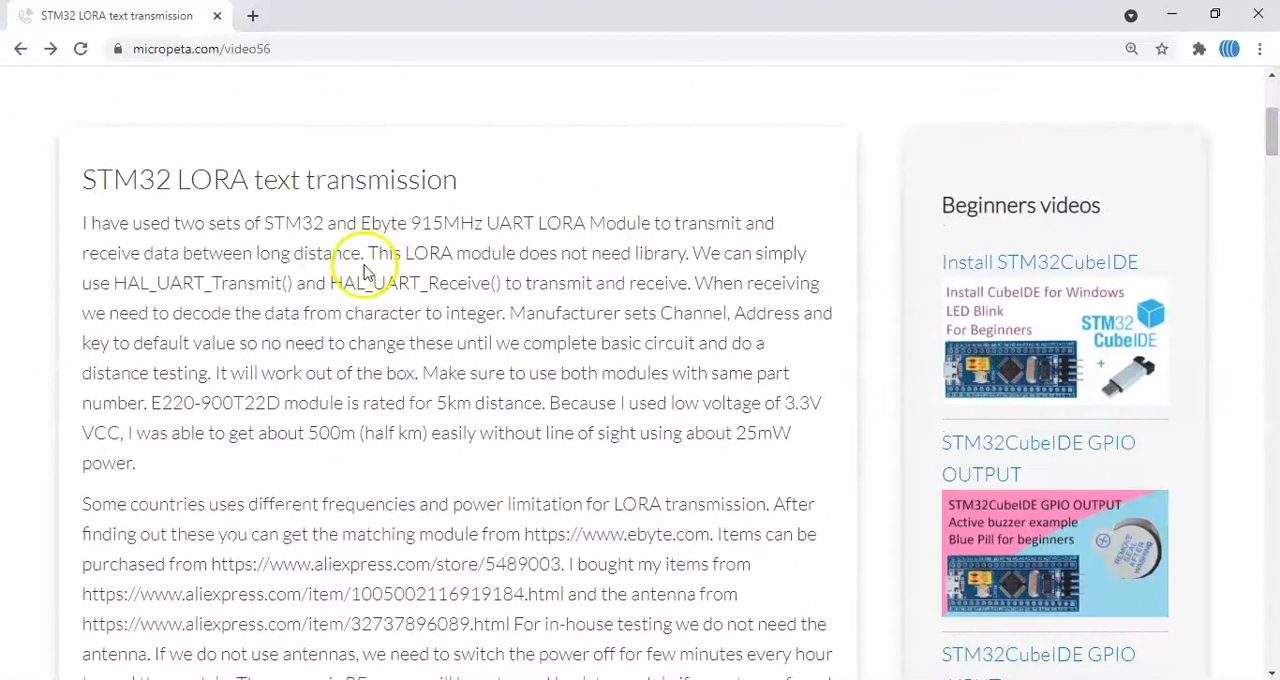 STM32 LORA text transmission
micropeta.com/video56
STM32 LORA text transmission
I have used two sets of STM32 and Ebyte 915MHz UART LORA Module to transmit and
receive data between long distance. This LORA module does not need library. We can simply
use HAL_UART_Transmit() and HAL_UART_Receive() to transmit and receive. When receiving
we need to decode the data from character to integer. Manufacturer sets Channel, Address and
key to default value so no need to change there until we complete basic circuit and do a
distance testing. It will work out of the box. Make sure to use both modules with same part
number. E220-900T22D module is rated for 5km distance. Because I used low voltage of 3.3V
VCC, I was able to get about 500m (half km) easily without line of sight using about 25mW
power.
Some countries uses different frequencies and power limitation for LORA transmission. After
finding out these you can get the matching module from https://www.ebyte.com. Items can be
purchased from https://ebyte.aliexpress.com/store/5489003. I bought my items from
https://www.aliexpress.com/item/1005002116919184.html and the antenna from
https://www.aliexpress.com/item/32737896089.html For in-house testing we do not need the
antenna. If we do not use antennas, we need to switch the power off for few minutes every hour
Beginners videos
Install STM32CubeIDE
Install CubeIDE for Windows
LED Blink
For Beginners
STM32
CubeIDE
STM32CubeIDE GPIO
OUTPUT
STM32CubeIDE GPIO OUTPUT
Active buzzer example
Blue Pill for beginners
STM32CubeIDE GPIO